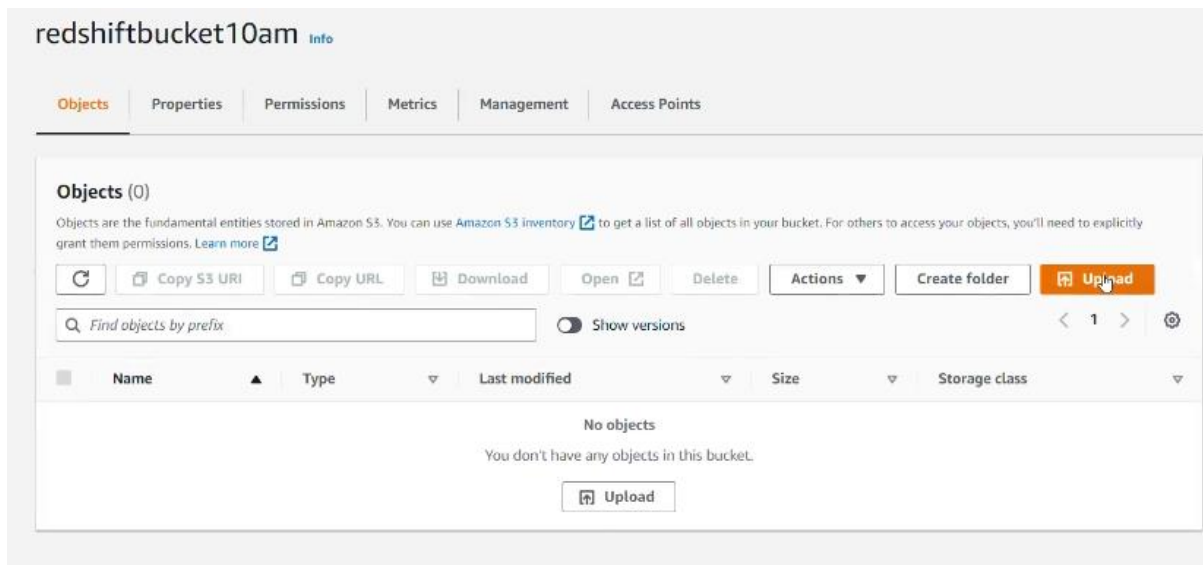 redshiftbucket10am Info
Objects Properties Permissions Metrics Management Access Points
Objects (0)
Objects are the fundamental entities stored in Amazon S3. You can use Amazon S3 inventory to get a list of all objects in your bucket. For others to access your objects, you'll need to explicitly
grant them permissions. Learn more
Copy S3 URI Copy URL Download Open Delete Actions Create folder Upload
Find objects by prefix Show versions 1
Name Type Last modified Size Storage class
No objects
You don't have any objects in this bucket.
Upload